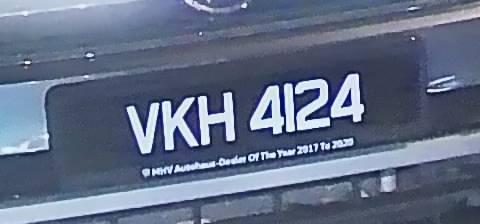 VKH 4124
MHV Autohaus-Dealer Of The Year 2017 To 2020